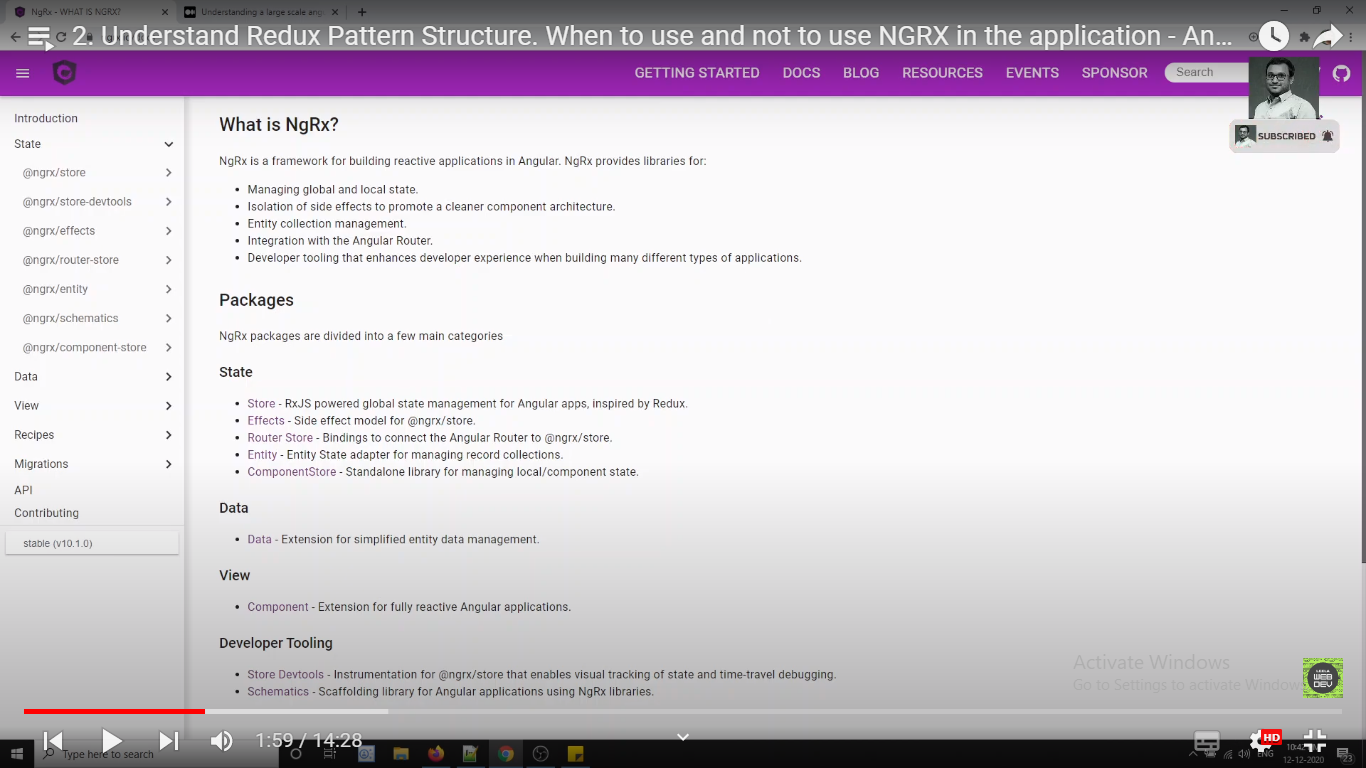 NgRx - WHAT IS NGRX?
Understanding a large scale ang
2. Understand Redux Pattern Structure. When to use and not to use NGRX in the application - An...
GETTING STARTED
DOCS
BLOG
RESOURCES
EVENTS
SPONSOR
Search
SUBSCRIBED
Introduction
State
@ngrx/store
@ngrx/store-devtools
@ngrx/effects
@ngrx/router-store
@ngrx/entity
@ngrx/schematics
@ngrx/component-store
Data
View
Recipes
Migrations
API
Contributing
stable (v10.1.0)
What is NgRx?
NgRx is a framework for building reactive applications in Angular. NgRx provides libraries for:
• Managing global and local state.
• Isolation of side effects to promote a cleaner component architecture.
• Entity collection management.
• Integration with the Angular Router.
• Developer tooling that enhances developer experience when building many different types of applications.
Packages
NgRx packages are divided into a few main categories
State
• Store - RxJS powered global state management for Angular apps, inspired by Redux.
• Effects - Side effect model for @ngrx/store.
• Router Store - Bindings to connect the Angular Router to @ngrx/store.
• Entity - Entity State adapter for managing record collections.
• ComponentStore - Standalone library for managing local/component state.
Data
• Data - Extension for simplified entity data management.
View
• Component - Extension for fully reactive Angular applications.
Developer Tooling
• Store Devtools - Instrumentation for @ngrx/store that enables visual tracking of state and time-travel debugging.
• Schematics - Scaffolding library for Angular applications using NgRx libraries.
Activate Windows
Go to Settings to activate Windows
LEELA
WEB
DEV
1:59 / 14:28
HD
Type here to search
ENG
10:42
12-12-2020
23